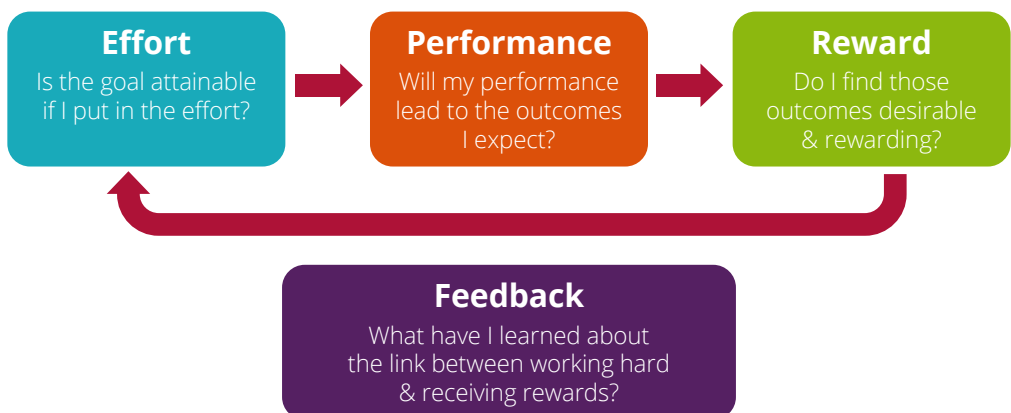 Effort
Is the goal attainable
if I put in the effort?
Performance
Will my performance
lead to the outcomes
I expect?
Reward
Do I find those
outcomes desirable
& rewarding?
Feedback
What have I learned about
the link between working hard
& receiving rewards?